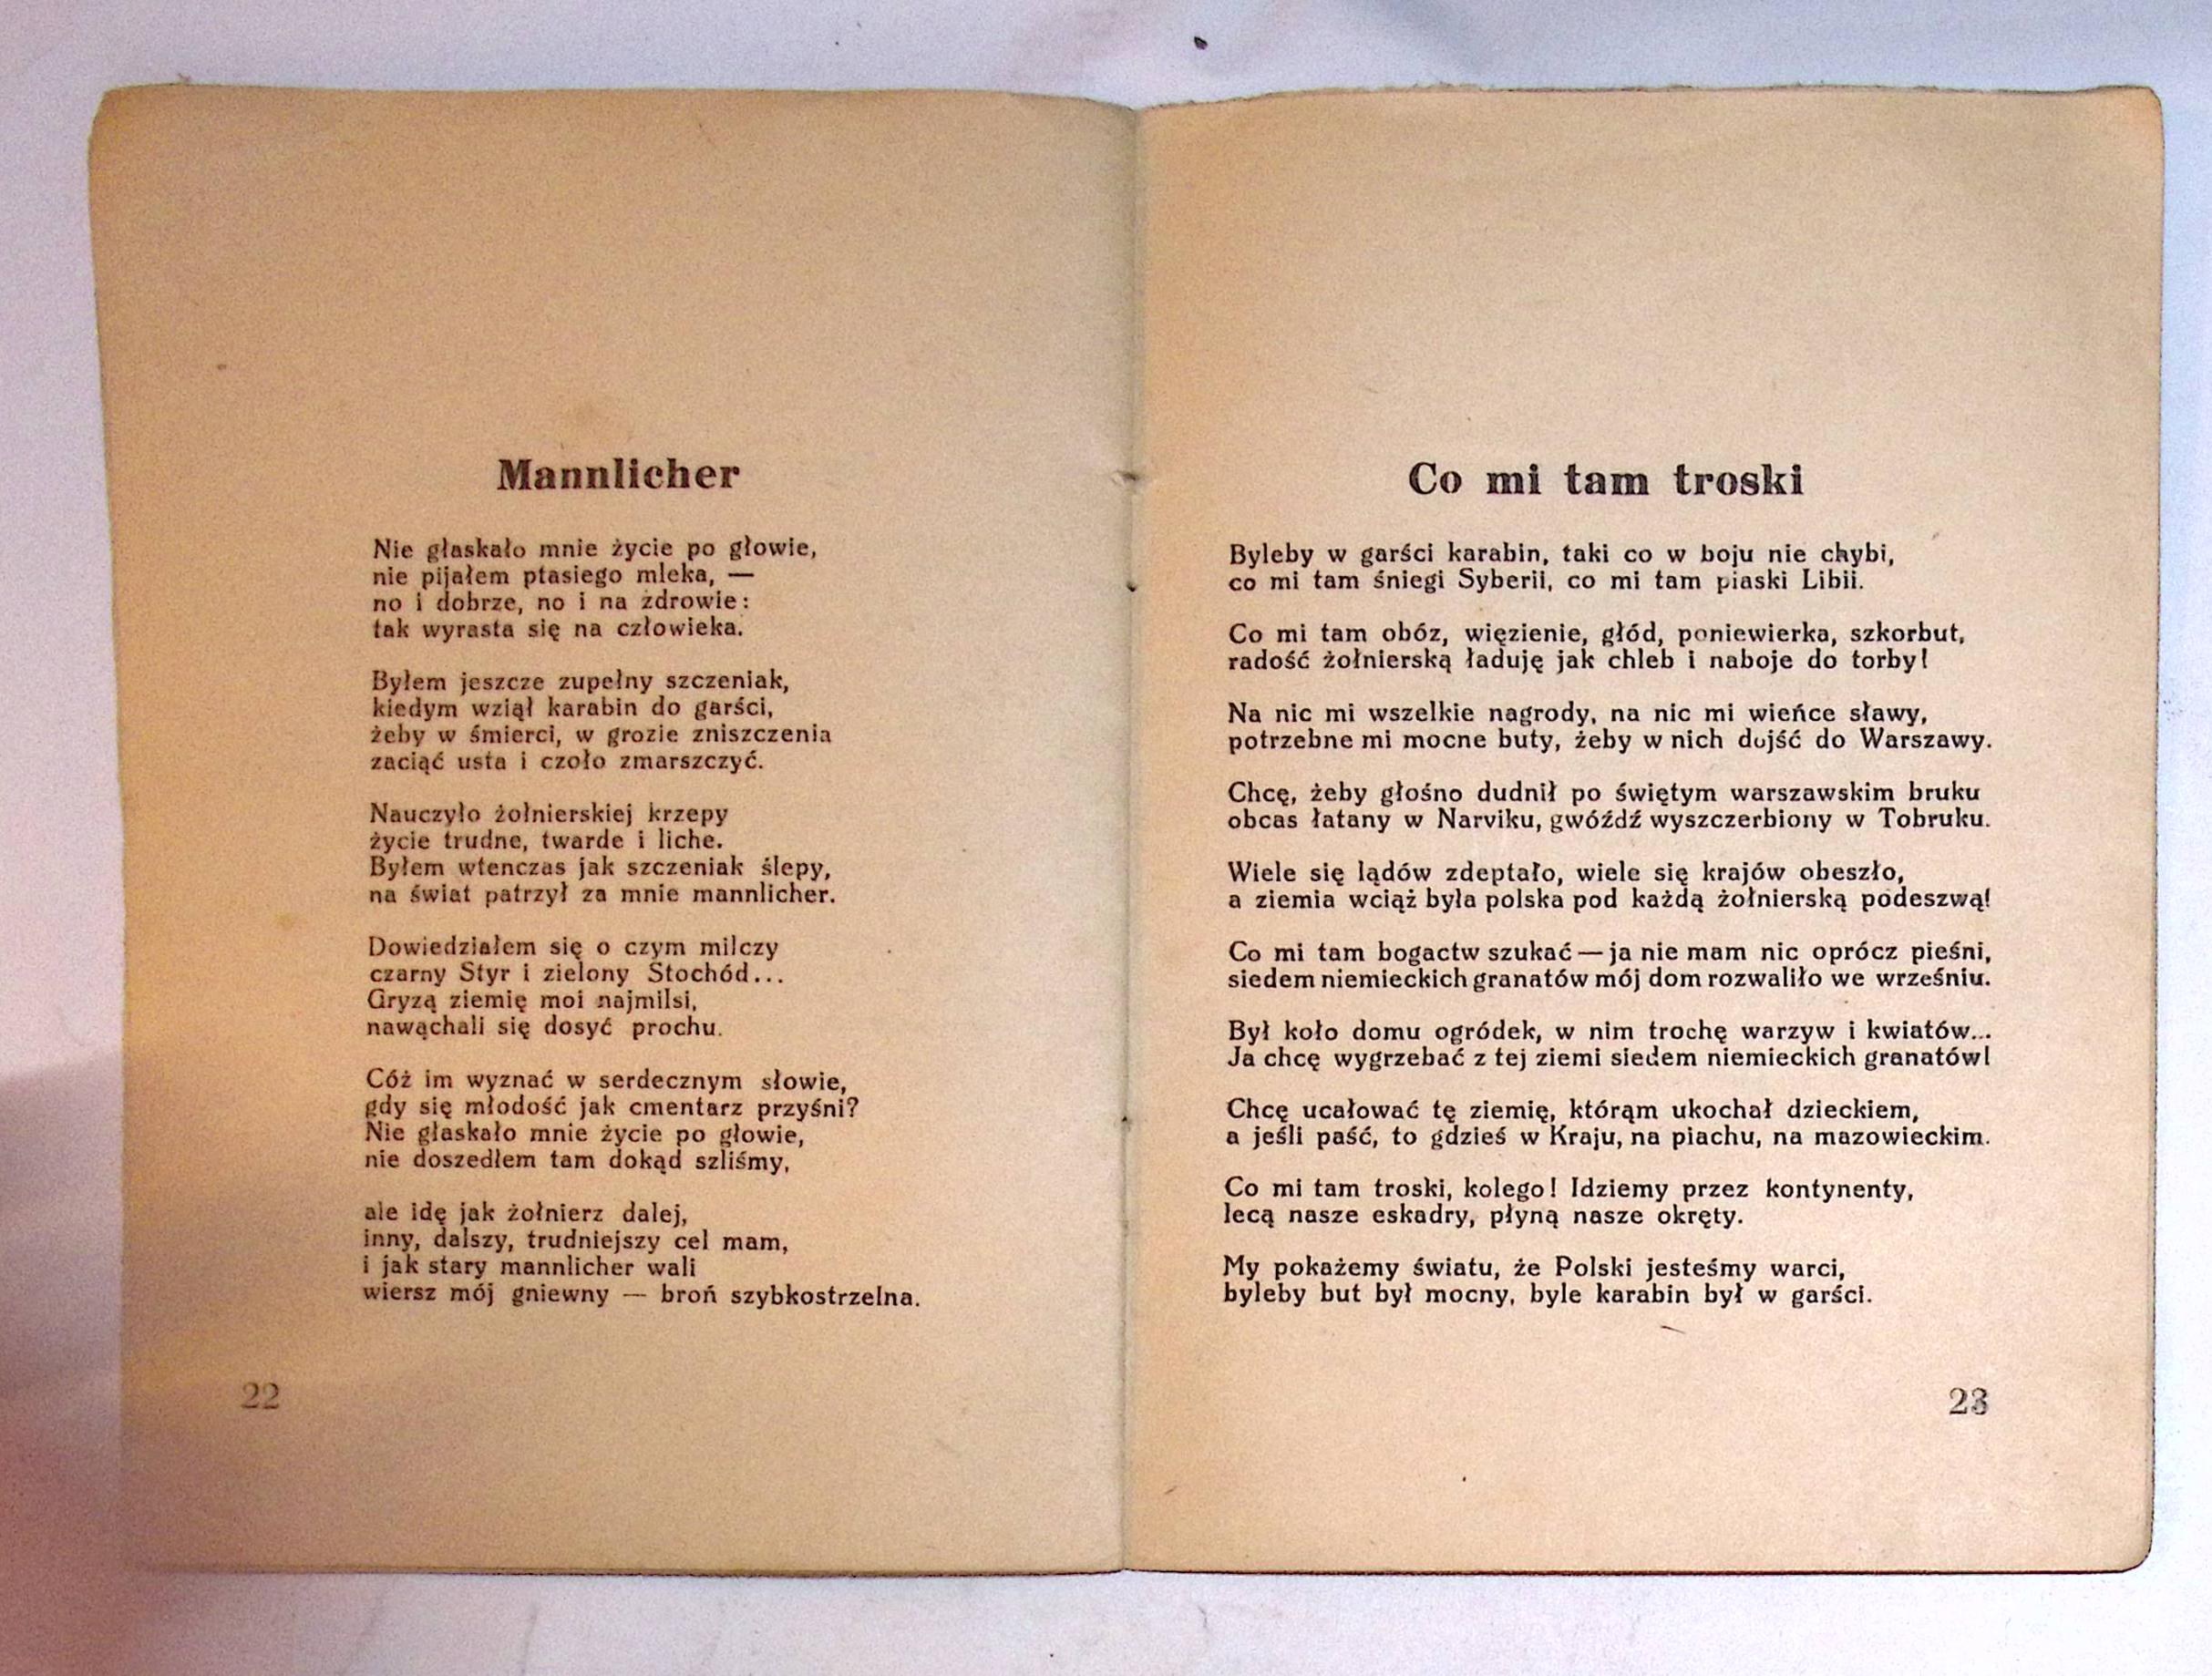 Mannlicher
Nie głaskało mnie życie po głowie,
nie pijałem ptasiego mleka, —
no i dobrze, no i na zdrowie:
tak wyrasta się na człowieka.
Byłem jeszcze zupełny szczeniak,
kiedym wziął karabin do garści,
żeby w śmierci, w grozie zniszczenia
zaciąć usta i czoło zmarszczyć.
Nauczyło żołnierskiej krzepy
życie trudne, twarde i liche.
Byłem wtenczas jak szczeniak ślepy,
na świat patrzył za mnie mannlicher.
Dowiedziałem się o czym milczy
czarny Styr i zielony Stochód...
Gryzą ziemię moi najmilsi,
nawąchali się dosyć prochu.
Cóż im wyznać w serdecznym słowie,
gdy się młodość jak cmentarz przyśni?
Nie głaskało mnie życie po głowie,
nie doszedłem tam dokąd szliśmy,
ale idę jak żołnierz dalej,
inny, dalszy, trudniejszy cel mam,
i jak stary mannlicher wali
wiersz mój gniewny — broń szybkostrzelna.
22
Co mi tam troski
Byleby w garści karabin, taki co w boju nie chybi,
co mi tam śniegi Syberii, co mi tam piaski Libii.
Co mi tam obóz, więzienie, głód, poniewierka, szkorbut,
radość żołnierską ładuję jak chleb i naboje do torby!
Na nic mi wszelkie nagrody, na nic mi wieńce sławy,
potrzebne mi mocne buty, żeby w nich dojść do Warszawy.
Chcę, żeby głośno dudnił po świętym warszawskim bruku
obcas łatany w Narviku, gwóźdź wyszczerbiony w Tobruku.
Wiele się lądów zdeptało, wiele się krajów obeszło,
a ziemia wciąż była polska pod każdą żołnierską podeszwą!
Co mi tam bogactw szukać — ja nie mam nic oprócz pieśni,
siedem niemieckich granatów mój dom rozwaliło we wrześniu.
Był koło domu ogródek, w nim trochę warzyw i kwiatów...
Ja chcę wygrzebać z tej ziemi siedem niemieckich granatów!
Chcę ucałować tę ziemię, którąm ukochał dzieckiem,
a jeśli paść, to gdzieś w Kraju, na piachu, na mazowieckim.
Co mi tam troski, kolego! Idziemy przez kontynenty,
lecą nasze eskadry, płyną nasze okręty.
My pokażemy światu, że Polski jesteśmy warci,
byleby but był mocny, byle karabin był w garści.
23